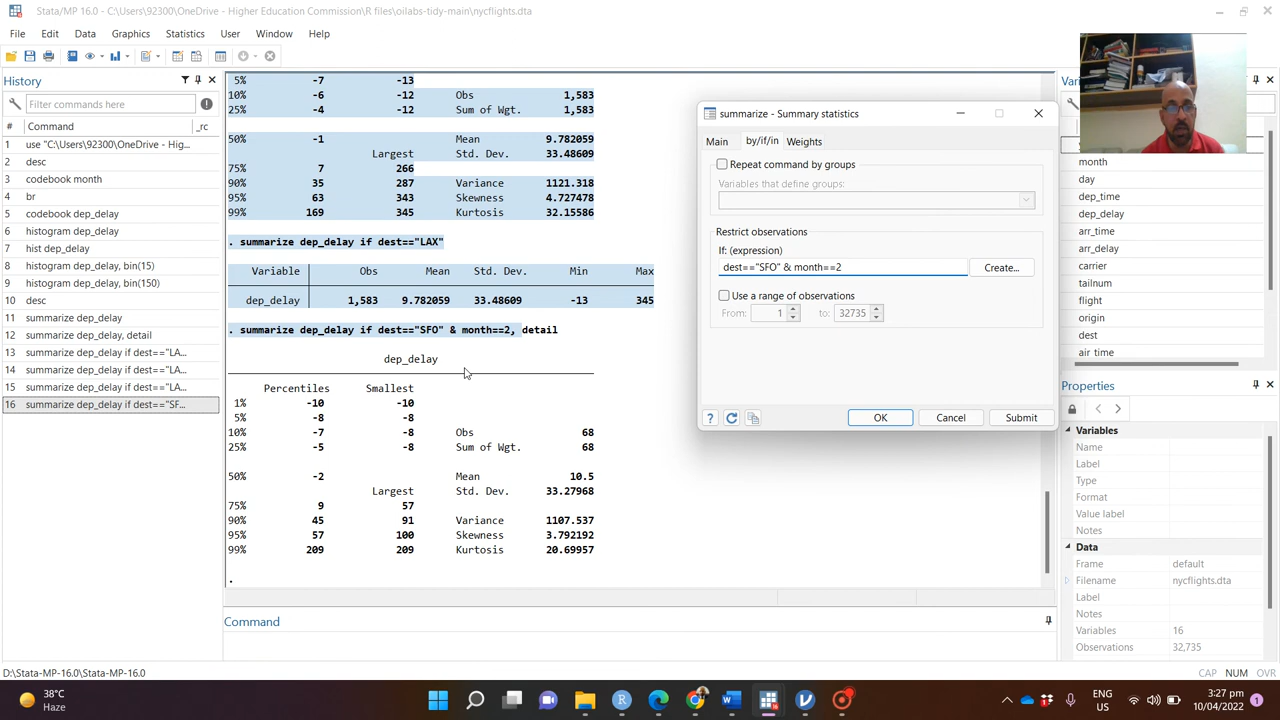 Stata/MP 16.0 - C:\Users\92300\OneDrive - Higher Education Commission\R files\oilabs-tidy-main\nycflights.dta
File Edit Data Graphics Statistics User Window Help
History
Filter commands here
# Command _rc
1 use "C:\Users\92300\OneDrive - Hig...
2 desc
3 codebook month
4 br
5 codebook dep_delay
6 histogram dep_delay
7 hist dep_delay
8 histogram dep_delay, bin(15)
9 histogram dep_delay, bin(150)
10 desc
11 summarize dep_delay
12 summarize dep_delay, detail
13 summarize dep_delay if dest=="LA...
14 summarize dep_delay if dest=="LA...
15 summarize dep_delay if dest=="LA...
16 summarize dep_delay if dest=="SF...
5% -7 -13
10% -6 -12 Obs 1,583
25% -4 -12 Sum of Wgt. 1,583
50% -1 Mean 9.782059
Largest Std. Dev. 33.48609
75% 7 266
90% 35 287 Variance 1121.318
95% 63 343 Skewness 4.727478
99% 169 345 Kurtosis 32.15586
. summarize dep_delay if dest=="LAX"
Variable Obs Mean Std. Dev. Min Max
dep_delay 1,583 9.782059 33.48609 -13 345
. summarize dep_delay if dest=="SFO" & month==2, detail
dep_delay
Percentiles Smallest
1% -10 -10
5% -8 -8
10% -7 -8 Obs 68
25% -5 -8 Sum of Wgt. 68
50% -2 Mean 10.5
Largest Std. Dev. 33.27968
75% 9 57
90% 45 91 Variance 1107.537
95% 57 100 Skewness 3.792192
99% 209 209 Kurtosis 20.69957
.
Command
summarize - Summary statistics
Main by/if/in Weights
Repeat command by groups
Variables that define groups:
Restrict observations
If: (expression)
dest=="SFO" & month==2
Create...
Use a range of observations
From: 1 to: 32735
? OK Cancel Submit
month
day
dep_time
dep_delay
arr_time
arr_delay
carrier
tailnum
flight
origin
dest
air time
Properties
Variables
Name
Label
Type
Format
Value label
Notes
Data
Frame default
Filename nycflights.dta
Label
Notes
Variables 16
Observations 32,735
D:\Stata-MP-16.0\Stata-MP-16.0
CAP NUM OVR
38°C
Haze
ENG
US
3:27 pm
10/04/2022
1